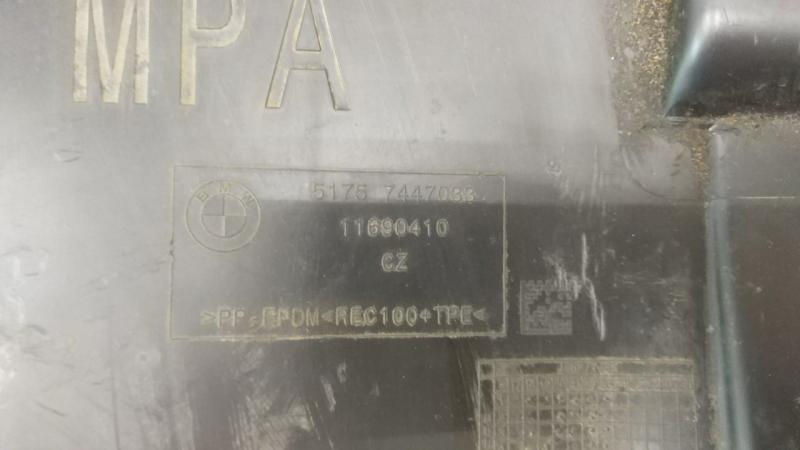 MPA
BMW
5175 7447033
11690410
CZ
>PP+EPDM<REC100+TPE<